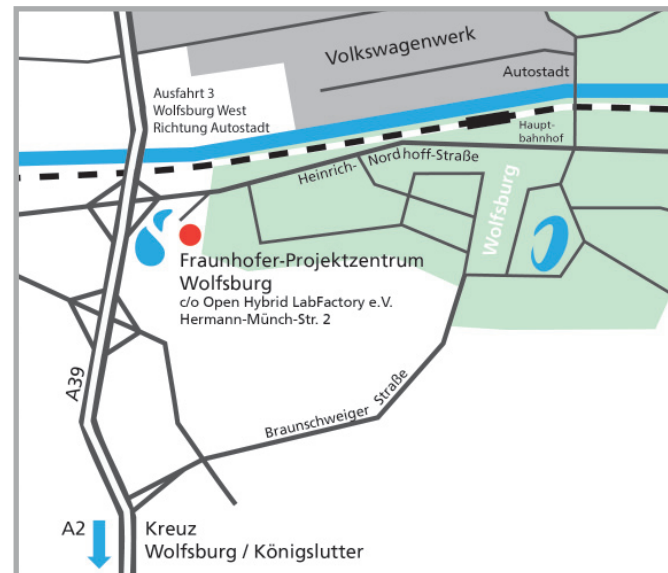 Volkswagenwerk
Autostadt
Ausfahrt 3
Wolfsburg West
Richtung Autostadt
Haupt-
bahnhof
Heinrich-Nordhoff-Straße
Wolfsburg
Fraunhofer-Projektzentrum
Wolfsburg
c/o Open Hybrid LabFactory e.V.
Hermann-Münch-Str. 2
A39
Braunschweiger Straße
A2
Kreuz
Wolfsburg / Königslutter